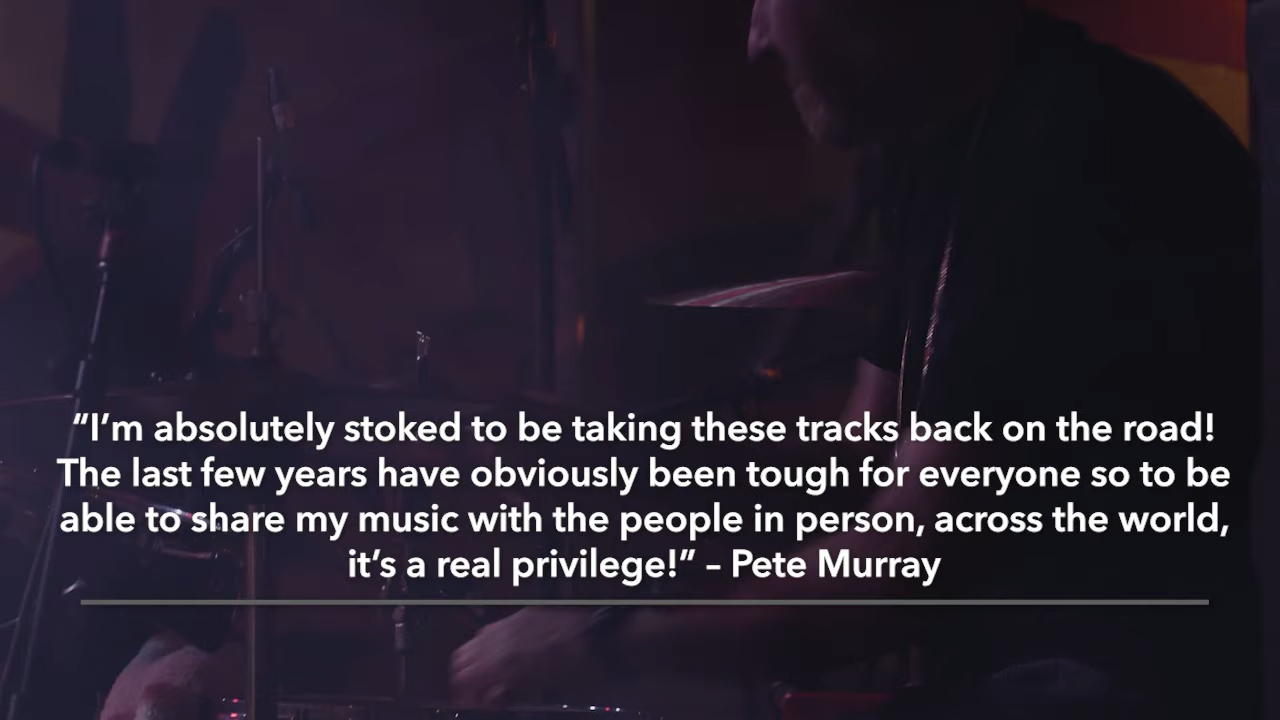 “I’m absolutely stoked to be taking these tracks back on the road!
The last few years have obviously been tough for everyone so to be
able to share my music with the people in person, across the world,
it’s a real privilege!” – Pete Murray